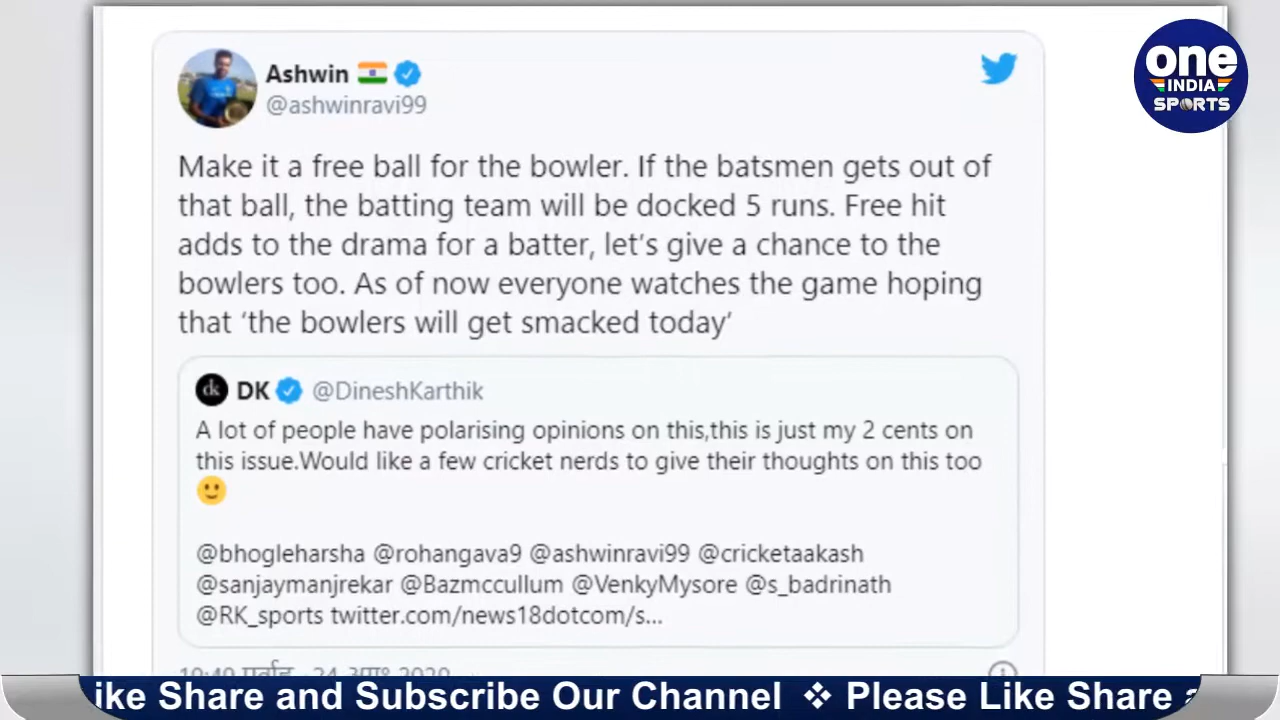 Ashwin
@ashwinravi99
one
INDIA
SPORTS
Make it a free ball for the bowler. If the batsmen gets out of
that ball, the batting team will be docked 5 runs. Free hit
adds to the drama for a batter, let's give a chance to the
bowlers too. As of now everyone watches the game hoping
that ‘the bowlers will get smacked today’
dk DK @DineshKarthik
A lot of people have polarising opinions on this,this is just my 2 cents on
this issue.Would like a few cricket nerds to give their thoughts on this too
🙂
@bhogleharsha @rohangava9 @ashwinravi99 @cricketaakash
@sanjaymanjrekar @Bazmccullum @VenkyMysore @s_badrinath
@RK_sports twitter.com/news18dotcom/s...
ike Share and Subscribe Our Channel ❖ Please Like Share